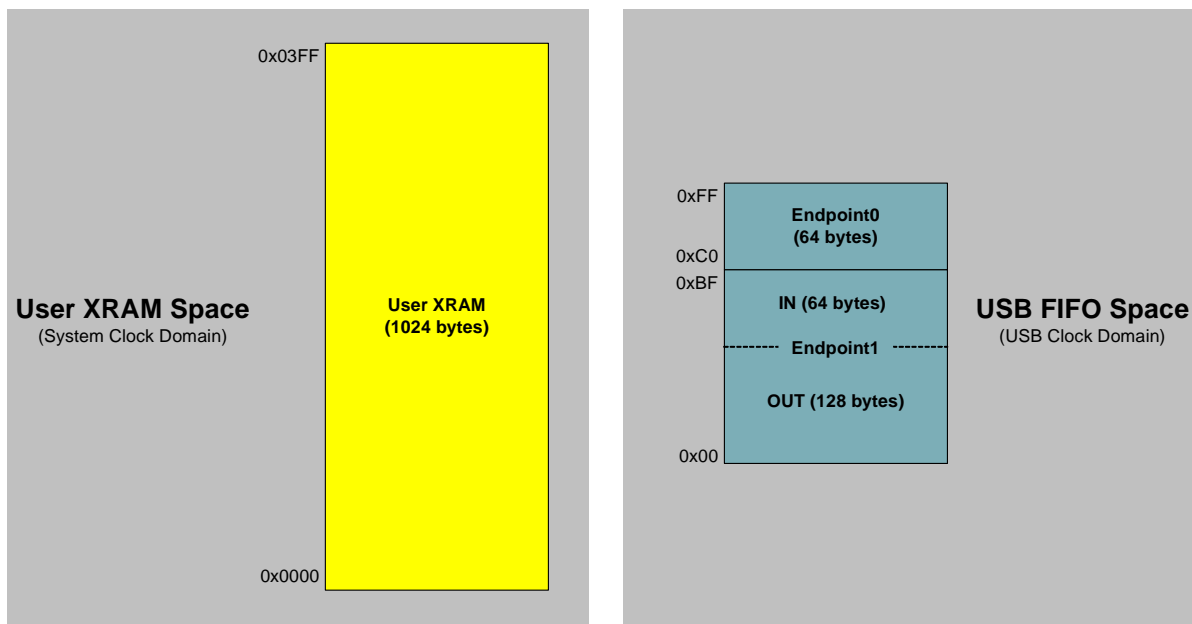 0x03FF
User XRAM Space
(System Clock Domain)
User XRAM
(1024 bytes)
0x0000
0xFF
Endpoint0
(64 bytes)
0xC0
0xBF
IN (64 bytes)
Endpoint1
OUT (128 bytes)
0x00
USB FIFO Space
(USB Clock Domain)